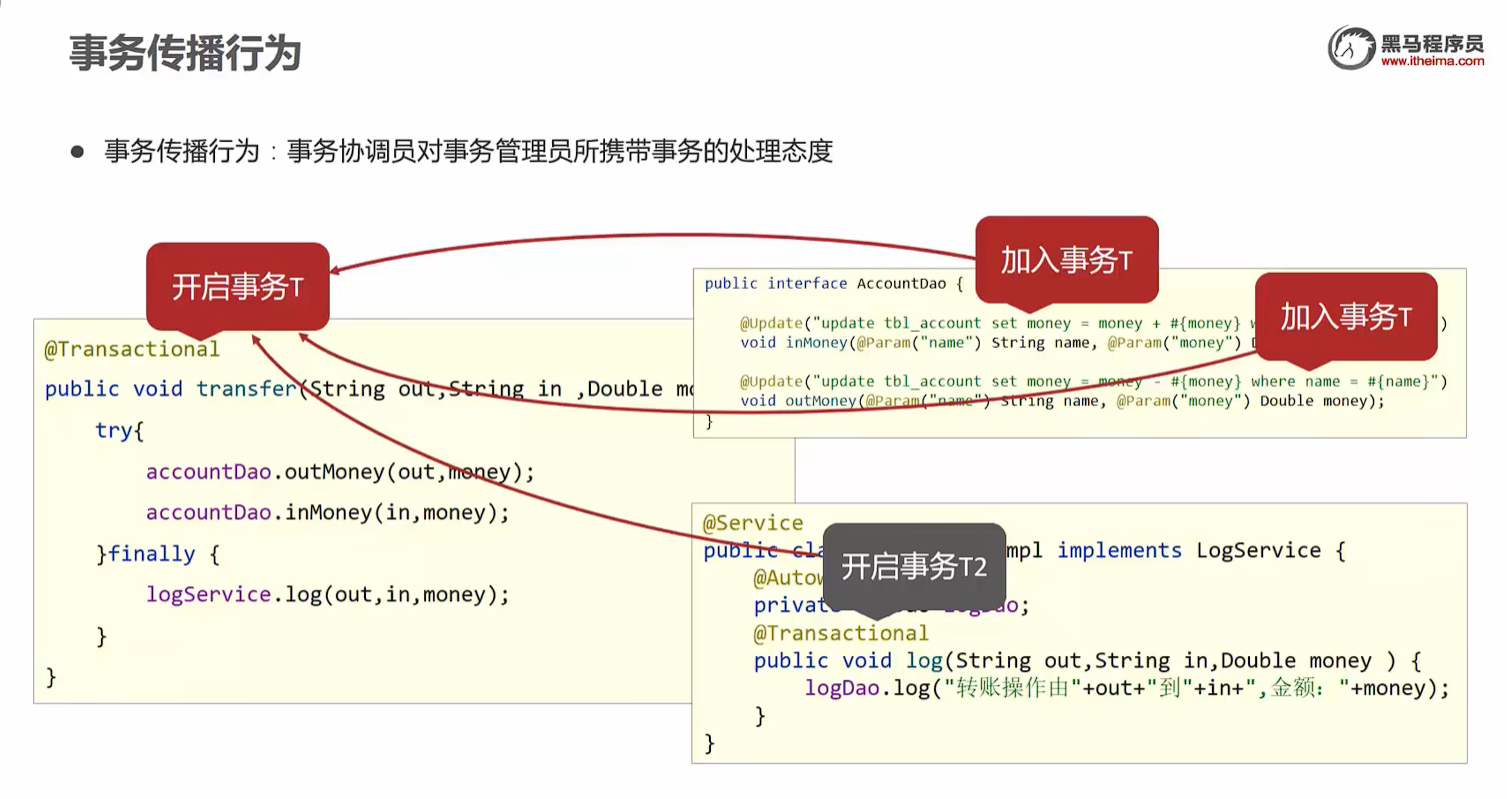 事务传播行为
黑马程序员
www.itheima.com
● 事务传播行为：事务协调员对事务管理员所携带事务的处理态度
开启事务T
@Transactional
public void transfer(String out,String in ,Double mo
try{
accountDao.outMoney(out,money);
accountDao.inMoney(in,money);
}finally {
logService.log(out,in,money);
}
}
加入事务T
加入事务T
public interface AccountDao {
@Update("update tbl_account set money = money + #{money} w )
void inMoney(@Param("name") String name, @Param("money") D
@Update("update tbl_account set money = money - #{money} where name = #{name}")
void outMoney(@Param("name") String name, @Param("money") Double money);
}
开启事务T2
@Service
public cla mpl implements LogService {
@Autow
private logDao;
@Transactional
public void log(String out,String in,Double money ) {
logDao.log("转账操作由"+out+"到"+in+",金额："+money);
}
}